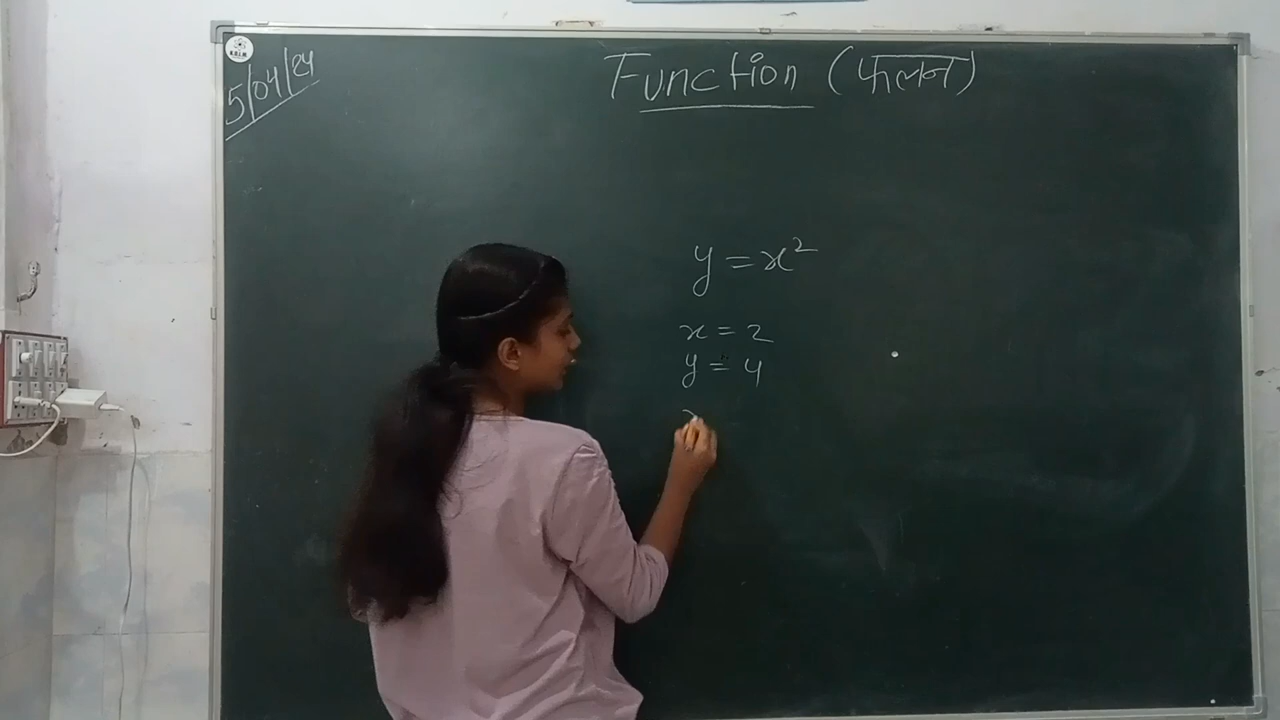 5/04/24
Function (फलन)
y = x²
x = 2
y = 4